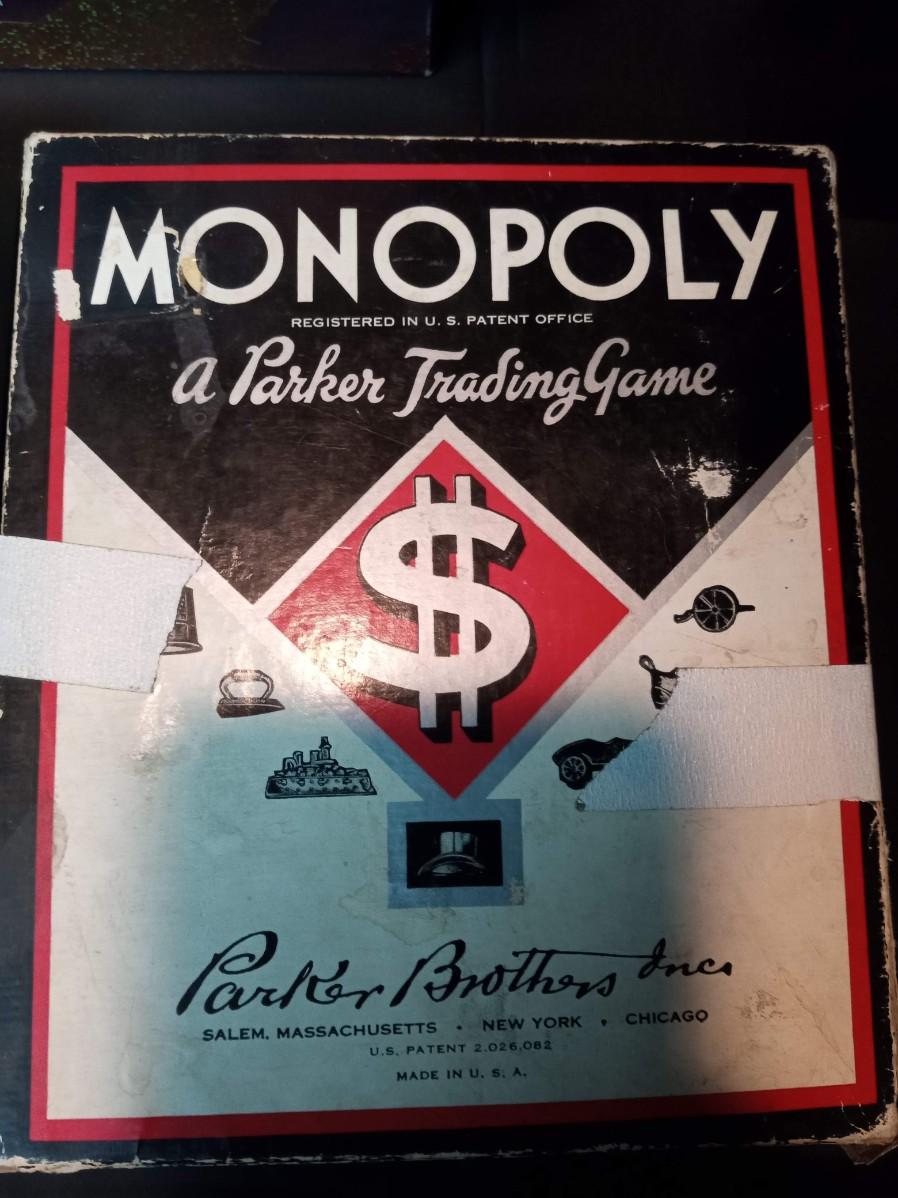 MONOPOLY
REGISTERED IN U. S. PATENT OFFICE
a Parker Trading Game
$
Parker Brothers Inc.
SALEM, MASSACHUSETTS • NEW YORK • CHICAGO
U.S. PATENT 2,026,082
MADE IN U. S. A.